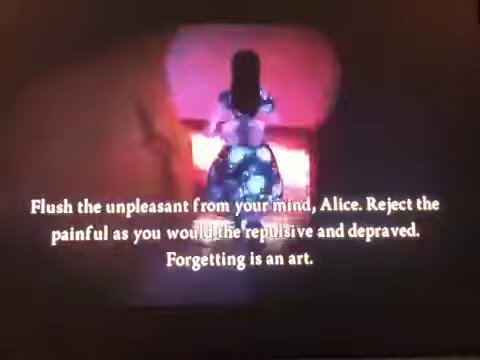 Flush the unpleasant from your mind, Alice. Reject the
painful as you would the repulsive and depraved.
Forgetting is an art.